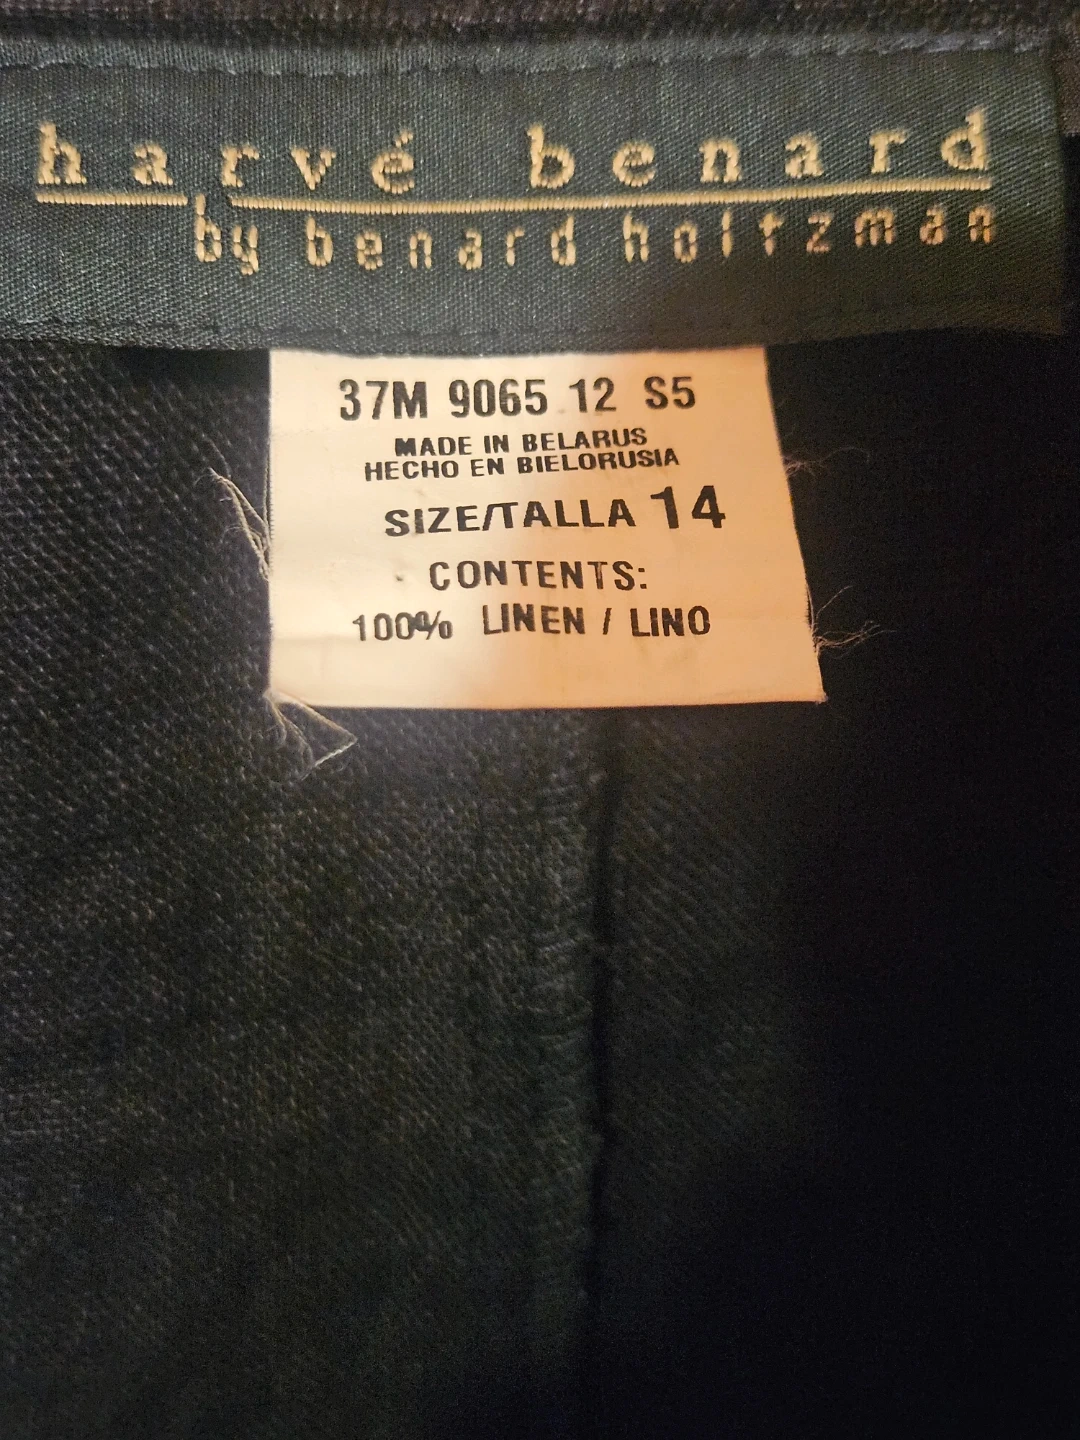 harvé benard
by benard holtzman
37M 9065 12 S5
MADE IN BELARUS
HECHO EN BIELORUSIA
SIZE/TALLA 14
CONTENTS:
100% LINEN / LINO